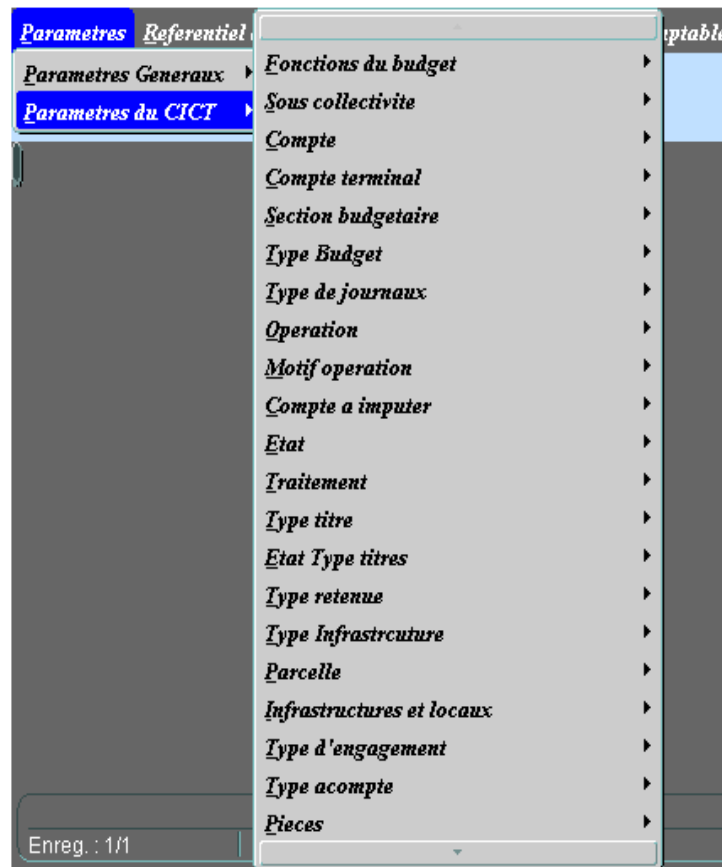 Parametres Referentiel
Parametres Generaux
Parametres du CICT
Fonctions du budget
Sous collectivite
Compte
Compte terminal
Section budgetaire
Type Budget
Type de journaux
Operation
Motif operation
Compte a imputer
Etat
Traitement
Type titre
Etat Type titres
Type retenue
Type Infrastrcuture
Parcelle
Infrastructures et locaux
Type d'engagement
Type acompte
Pieces
Enreg. : 1/1